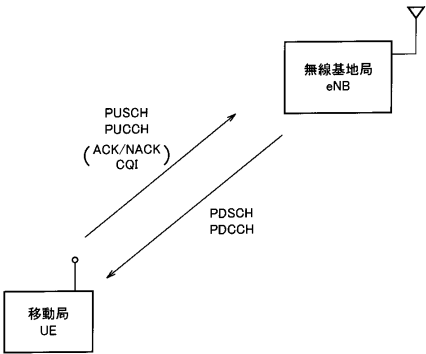 無線基地局
eNB
PUSCH
PUCCH
(ACK/NACK
CQI)
PDSCH
PDCCH
移動局
UE